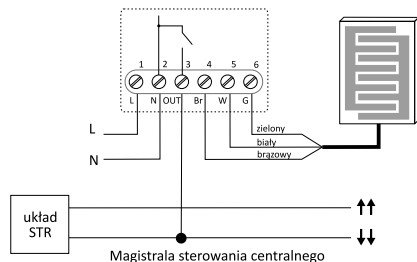 1 2 3 4 5 6
L N OUT Br W G
L
N
zielony
biały
brązowy
układ
STR
Magistrala sterowania centralnego